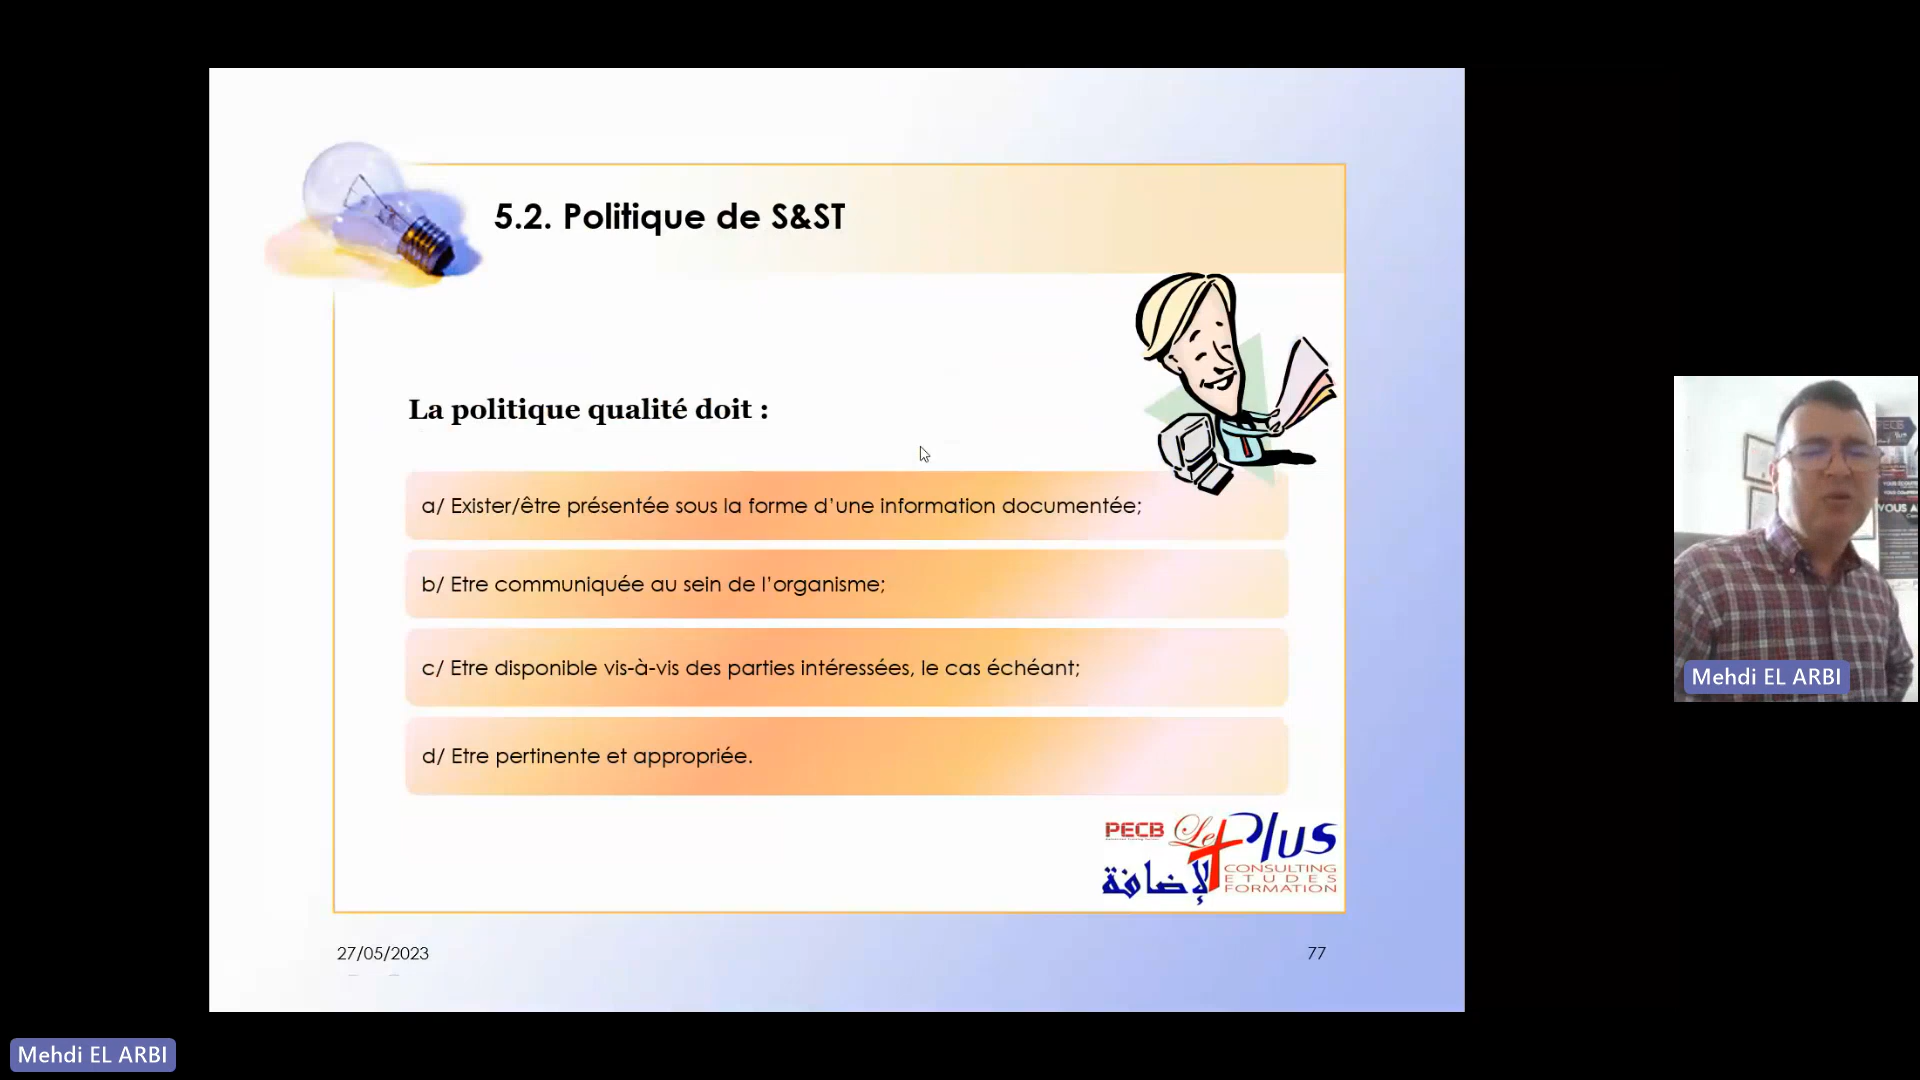 5.2. Politique de S&ST
La politique qualité doit :
a/ Exister/être présentée sous la forme d’une information documentée;
b/ Etre communiquée au sein de l’organisme;
c/ Etre disponible vis-à-vis des parties intéressées, le cas échéant;
d/ Etre pertinente et appropriée.
PECB Le Plus
الإضافة
CONSULTING
ETUDES
FORMATION
27/05/2023
77
PECB
VOUS A
Mehdi EL ARBI
Mehdi EL ARBI